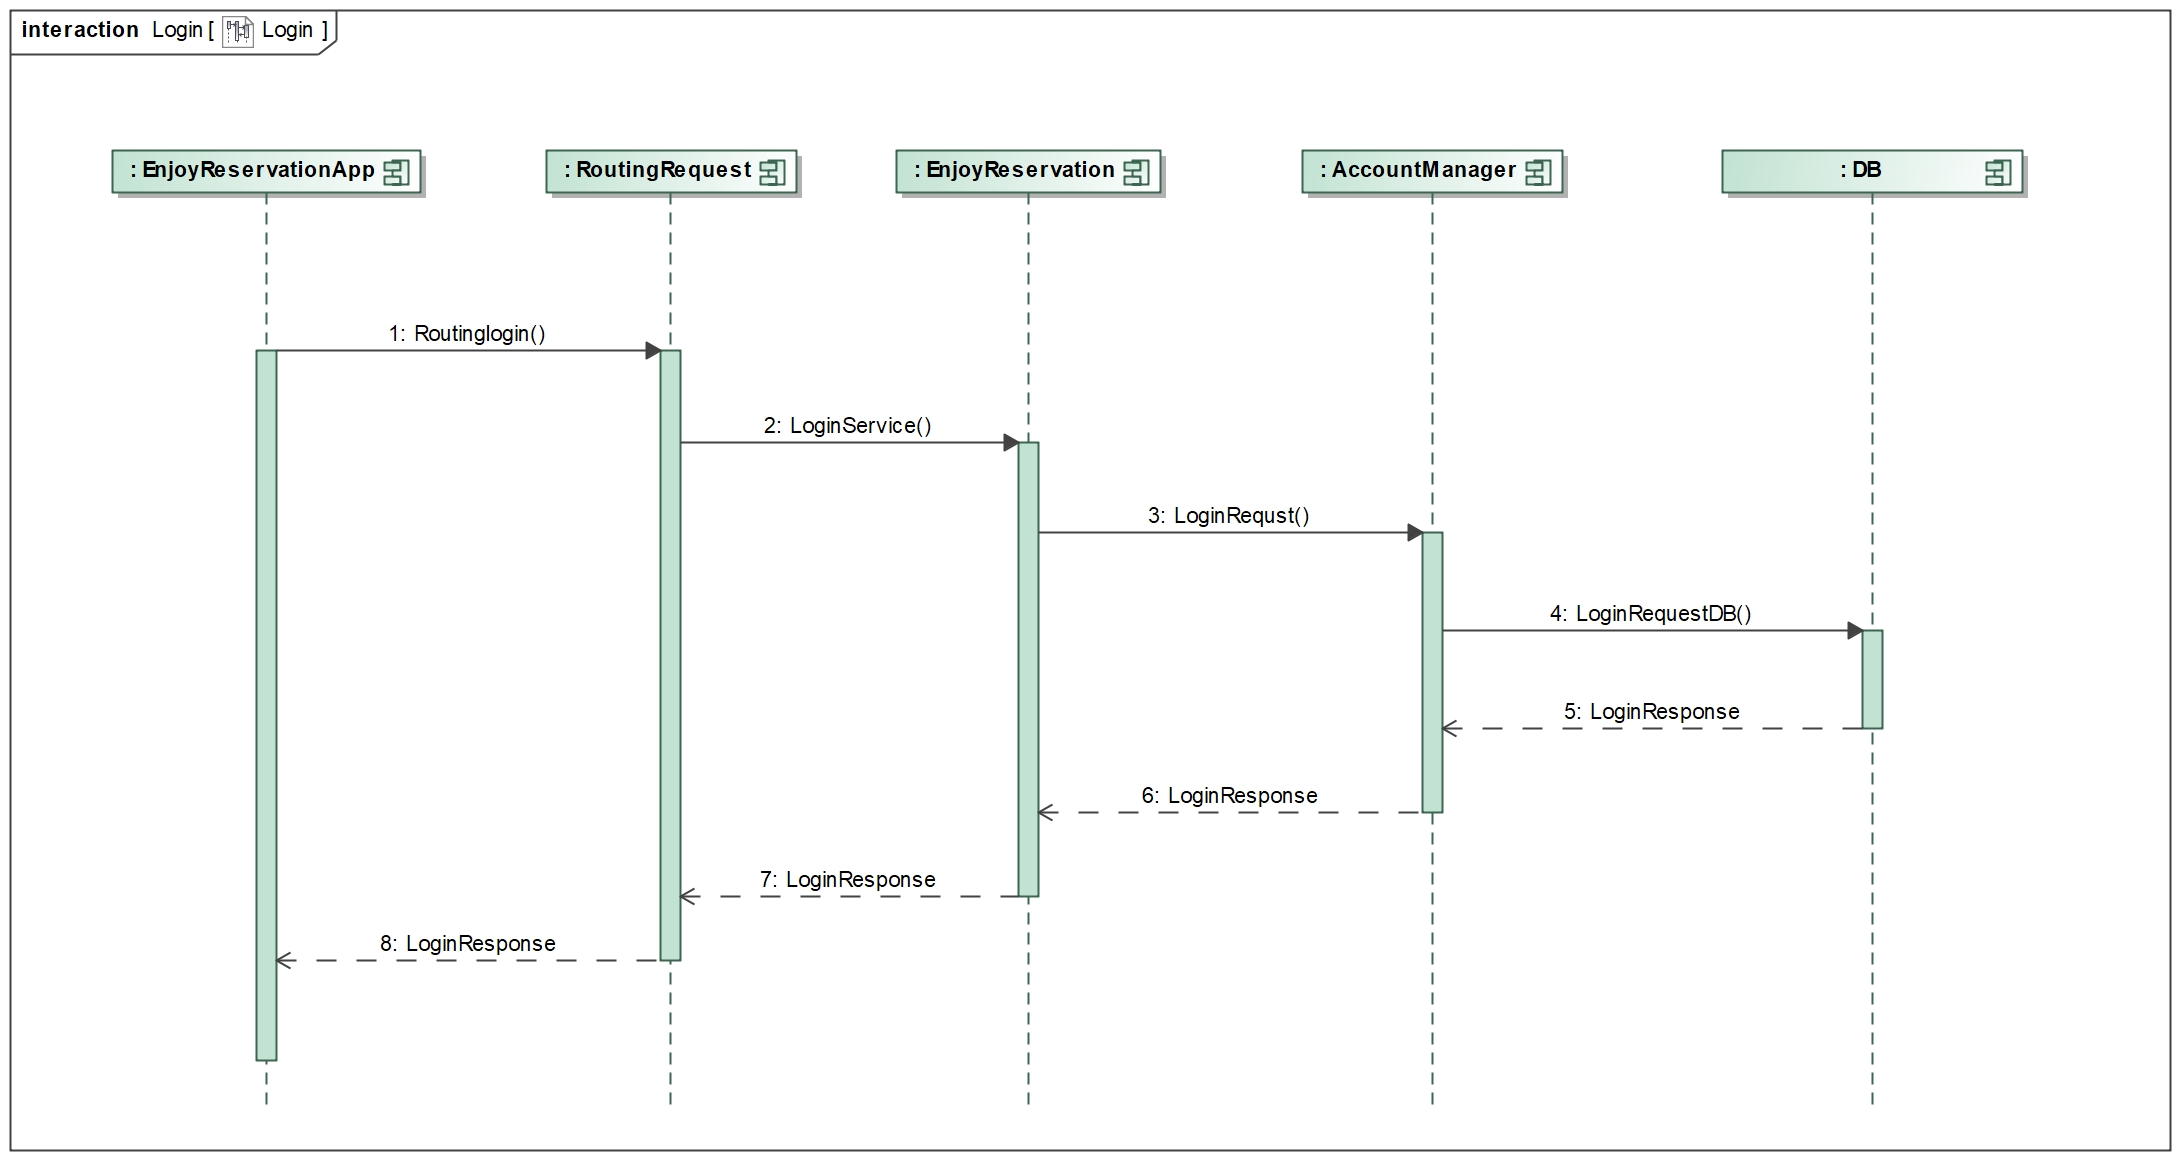 interaction Login [ Login ]
: EnjoyReservationApp
: RoutingRequest
: EnjoyReservation
: AccountManager
: DB
1: Routinglogin()
2: LoginService()
3: LoginRequst()
4: LoginRequestDB()
5: LoginResponse
6: LoginResponse
7: LoginResponse
8: LoginResponse